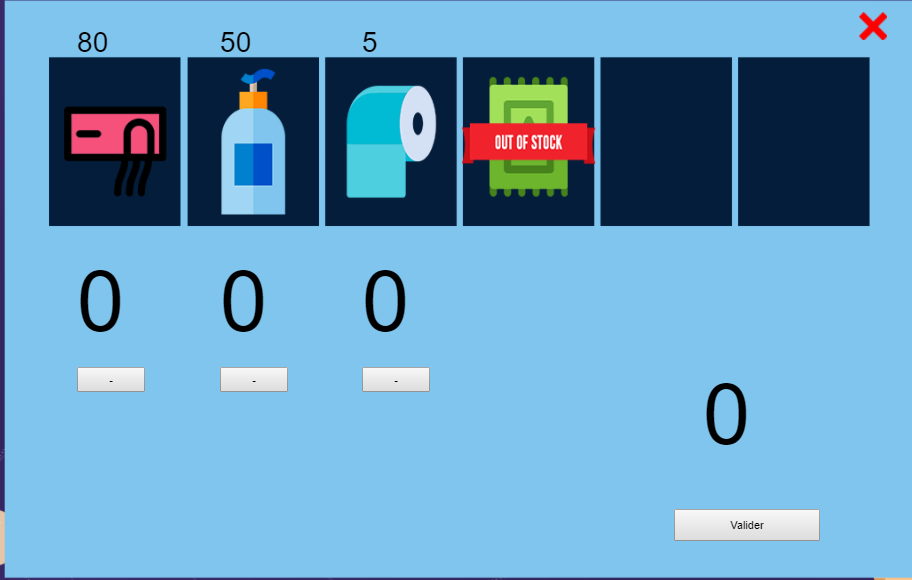 80 50 5
OUT OF STOCK
0 0 0
- - -
0
Valider